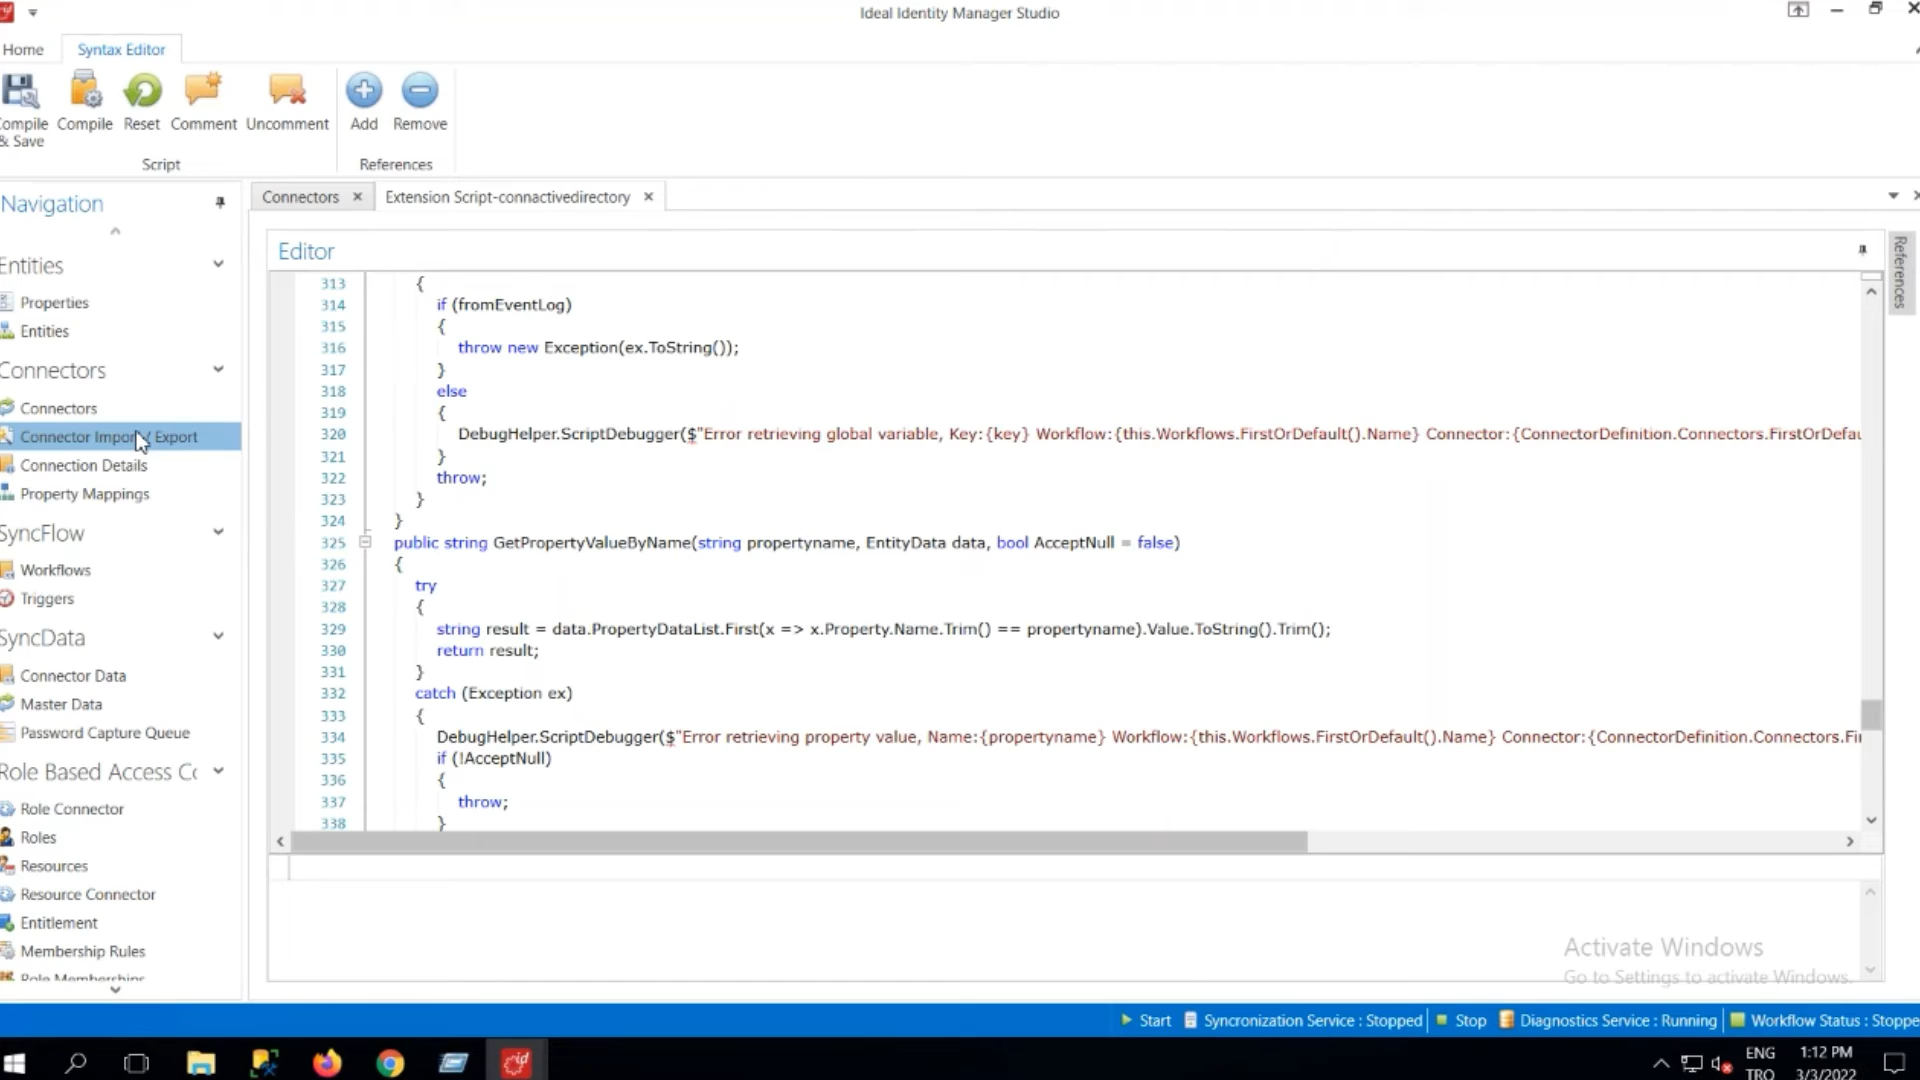 Ideal Identity Manager Studio
Home
Syntax Editor
Compile & Save
Compile
Reset
Comment
Uncomment
Add
Remove
Script
References
Navigation
Entities
Properties
Entities
Connectors
Connectors
Connector Import / Export
Connection Details
Property Mappings
SyncFlow
Workflows
Triggers
SyncData
Connector Data
Master Data
Password Capture Queue
Role Based Access Co
Role Connector
Roles
Resources
Resource Connector
Entitlement
Membership Rules
Role Memberships
Connectors
Extension Script-connactivedirectory
Editor
References
313 {
314 if (fromEventLog)
315 {
316 throw new Exception(ex.ToString());
317 }
318 else
319 {
320 DebugHelper.ScriptDebugger($"Error retrieving global variable, Key:{key} Workflow:{this.Workflows.FirstOrDefault().Name} Connector:{ConnectorDefinition.Connectors.FirstOrDefau
321 }
322 throw;
323 }
324 }
325 public string GetPropertyValueByName(string propertyname, EntityData data, bool AcceptNull = false)
326 {
327 try
328 {
329 string result = data.PropertyDataList.First(x => x.Property.Name.Trim() == propertyname).Value.ToString().Trim();
330 return result;
331 }
332 catch (Exception ex)
333 {
334 DebugHelper.ScriptDebugger($"Error retrieving property value, Name:{propertyname} Workflow:{this.Workflows.FirstOrDefault().Name} Connector:{ConnectorDefinition.Connectors.Fi
335 if (!AcceptNull)
336 {
337 throw;
338 }
Activate Windows
Go to Settings to activate Windows.
Start
Syncronization Service : Stopped
Stop
Diagnostics Service : Running
Workflow Status : Stoppe
id
ENG
TRQ
1:12 PM
3/3/2022